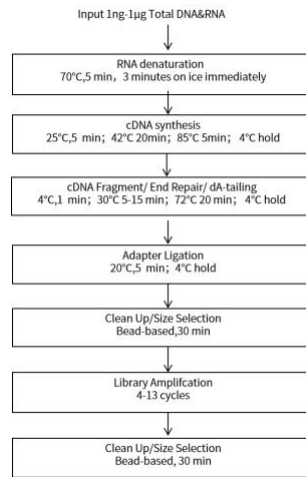 Input 1ng-1μg Total DNA&RNA
RNA denaturation
70°C,5 min, 3 minutes on ice immediately
cDNA synthesis
25°C,5 min; 42°C 20min; 85°C 5min; 4°C hold
cDNA Fragment/ End Repair/ dA-tailing
4°C,1 min; 30°C 5-15 min; 72°C 20 min; 4°C hold
Adapter Ligation
20°C,5 min; 4°C hold
Clean Up/Size Selection
Bead-based,30 min
Library Amplifcation
4-13 cycles
Clean Up/Size Selection
Bead-based, 30 min